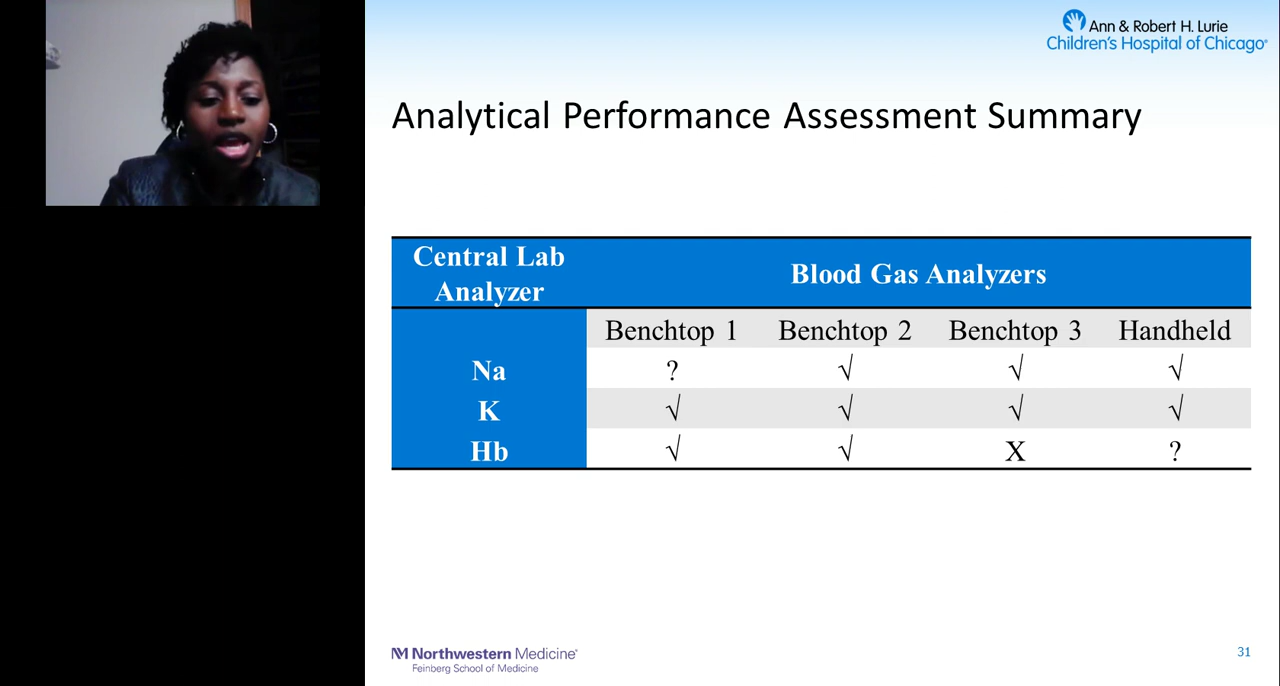 Ann & Robert H. Lurie
Children's Hospital of Chicago®
Analytical Performance Assessment Summary
Central Lab Analyzer Blood Gas Analyzers
Benchtop 1 Benchtop 2 Benchtop 3 Handheld
Na ? √ √ √
K √ √ √ √
Hb √ √ X ?
Northwestern Medicine®
Feinberg School of Medicine
31